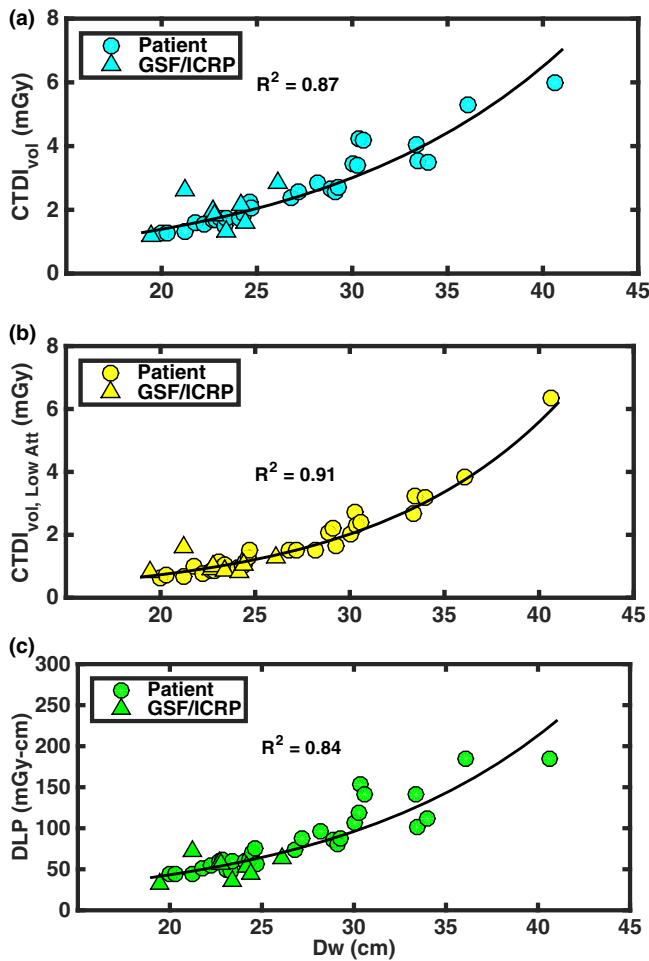 (a)
8
6
4
2
0
CTDIvol (mGy)
Patient
GSF/ICRP
R2 = 0.87
20 25 30 35 40 45
(b)
8
6
4
2
0
CTDIvol, Low Att (mGy)
Patient
GSF/ICRP
R2 = 0.91
20 25 30 35 40 45
(c)
300
250
200
150
100
50
0
DLP (mGy-cm)
Patient
GSF/ICRP
R2 = 0.84
20 25 30 35 40 45
Dw (cm)